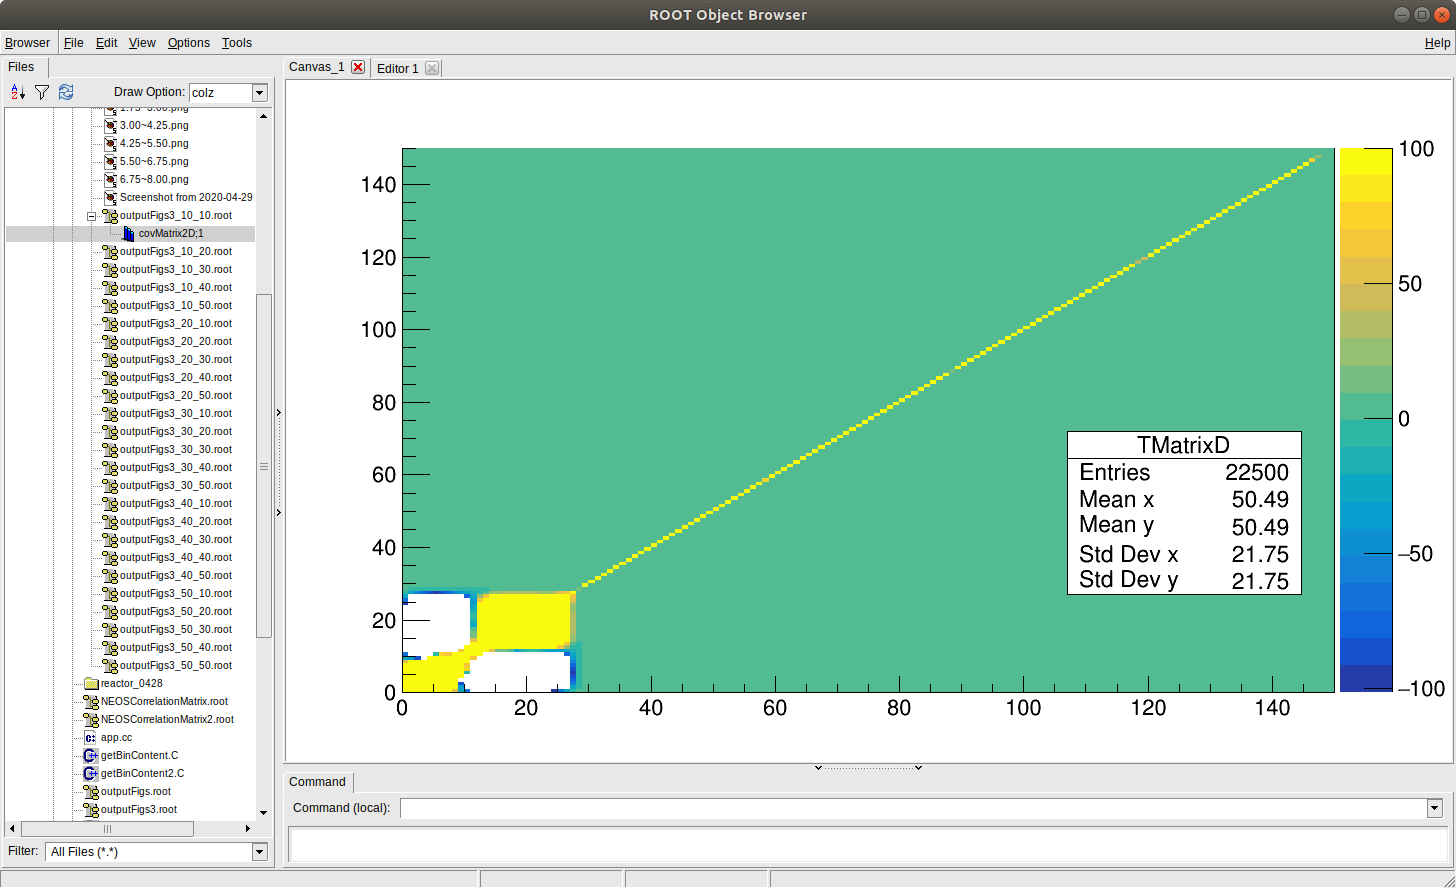 ROOT Object Browser
Browser File Edit View Options Tools Help
Files
Draw Option: colz
1.75~3.00.png
3.00~4.25.png
4.25~5.50.png
5.50~6.75.png
6.75~8.00.png
Screenshot from 2020-04-29
outputFigs3_10_10.root
covMatrix2D;1
outputFigs3_10_20.root
outputFigs3_10_30.root
outputFigs3_10_40.root
outputFigs3_10_50.root
outputFigs3_20_10.root
outputFigs3_20_20.root
outputFigs3_20_30.root
outputFigs3_20_40.root
outputFigs3_20_50.root
outputFigs3_30_10.root
outputFigs3_30_20.root
outputFigs3_30_30.root
outputFigs3_30_40.root
outputFigs3_30_50.root
outputFigs3_40_10.root
outputFigs3_40_20.root
outputFigs3_40_30.root
outputFigs3_40_40.root
outputFigs3_40_50.root
outputFigs3_50_10.root
outputFigs3_50_20.root
outputFigs3_50_30.root
outputFigs3_50_40.root
outputFigs3_50_50.root
reactor_0428
NEOSCorrelationMatrix.root
NEOSCorrelationMatrix2.root
app.cc
getBinContent.C
getBinContent2.C
outputFigs.root
outputFigs3.root
Filter: All Files (*.*)
Canvas_1 Editor 1
140
120
100
80
60
40
20
0
0 20 40 60 80 100 120 140
TMatrixD
Entries 22500
Mean x 50.49
Mean y 50.49
Std Dev x 21.75
Std Dev y 21.75
100
50
0
−50
−100
Command
Command (local):